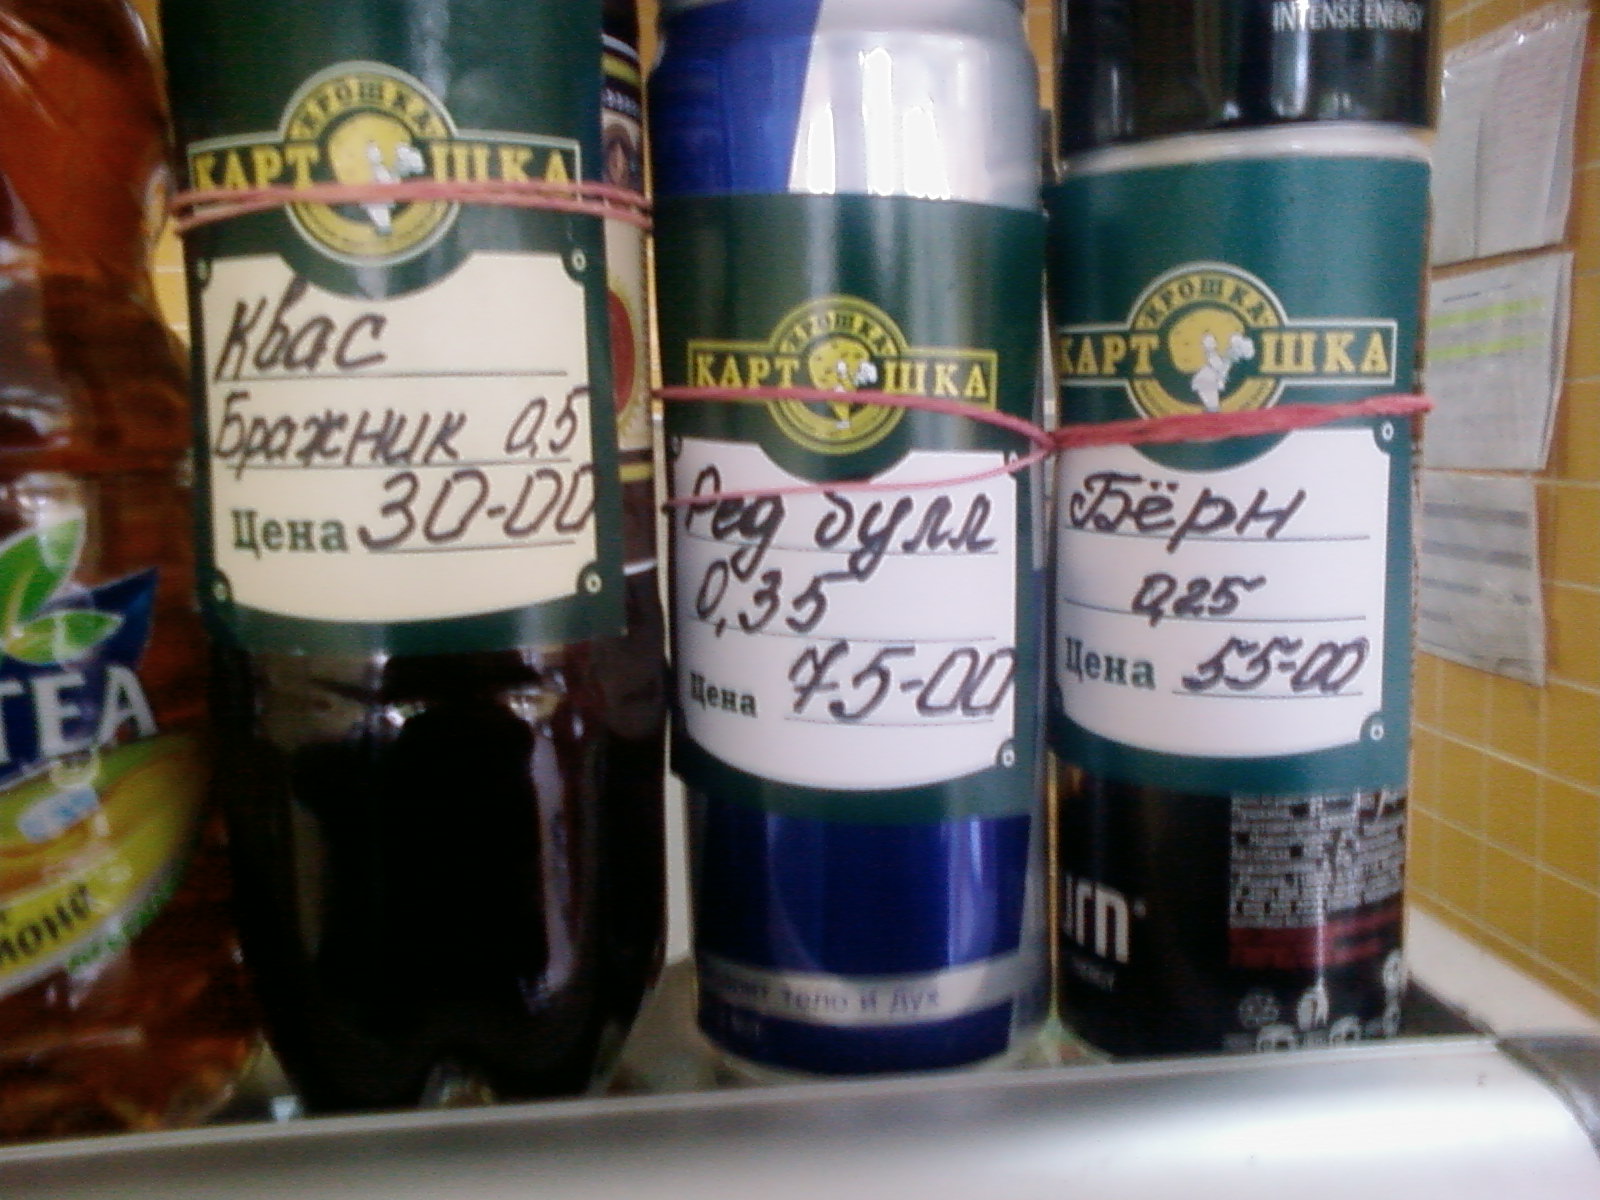 INTENSE ENERGY
КРОШКА
КАРТ ШКА
Квас
Бражник 0,5
Цена 30-00
КРОШКА
КАРТ ШКА
Ред булл
0,35
Цена 75-00
КРОШКА
КАРТ ШКА
Бёрн
0,25
Цена 55-00
TEA
тело и дух
urn